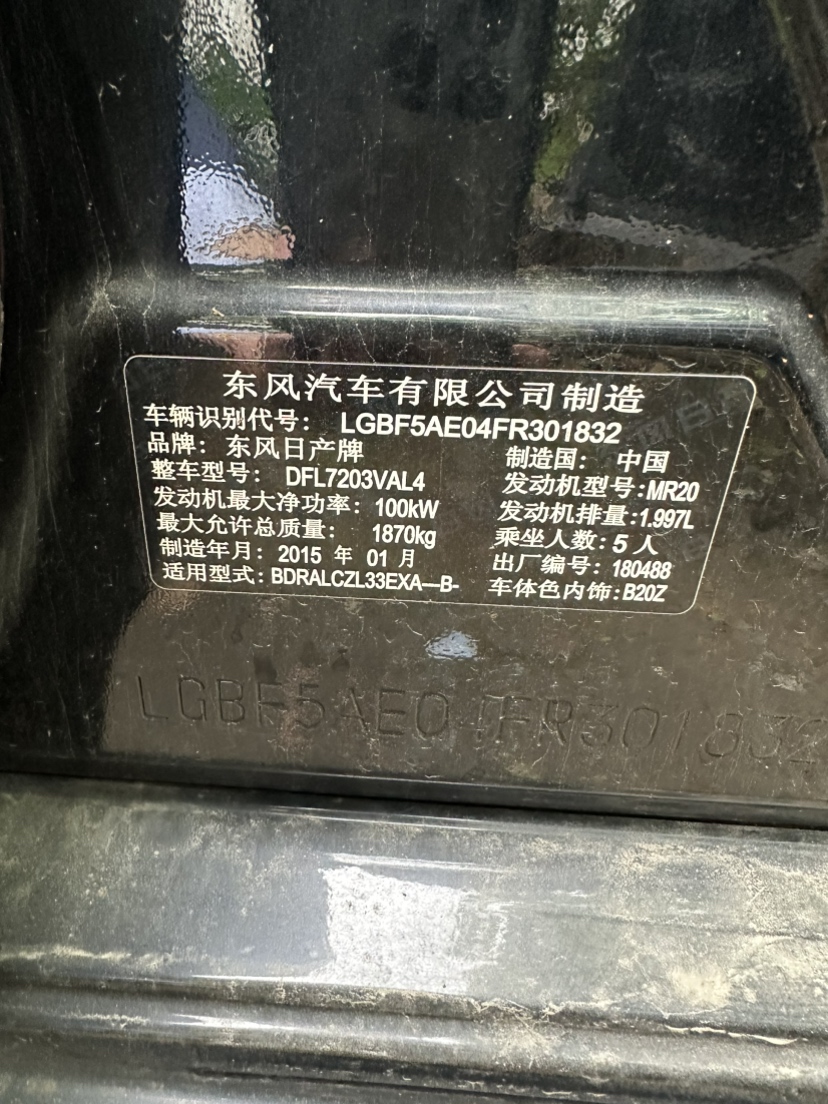 东风汽车有限公司制造
车辆识别代号: LGBF5AE04FR301832
品牌: 东风日产牌 制造国: 中国
整车型号: DFL7203VAL4 发动机型号:MR20
发动机最大净功率: 100kW 发动机排量:1.997L
最大允许总质量: 1870kg 乘坐人数: 5 人
制造年月: 2015 年 01 月 出厂编号: 180488
适用型式: BDRALCZL33EXA—B- 车体色内饰:B20Z
LGBF5AE04FR301832